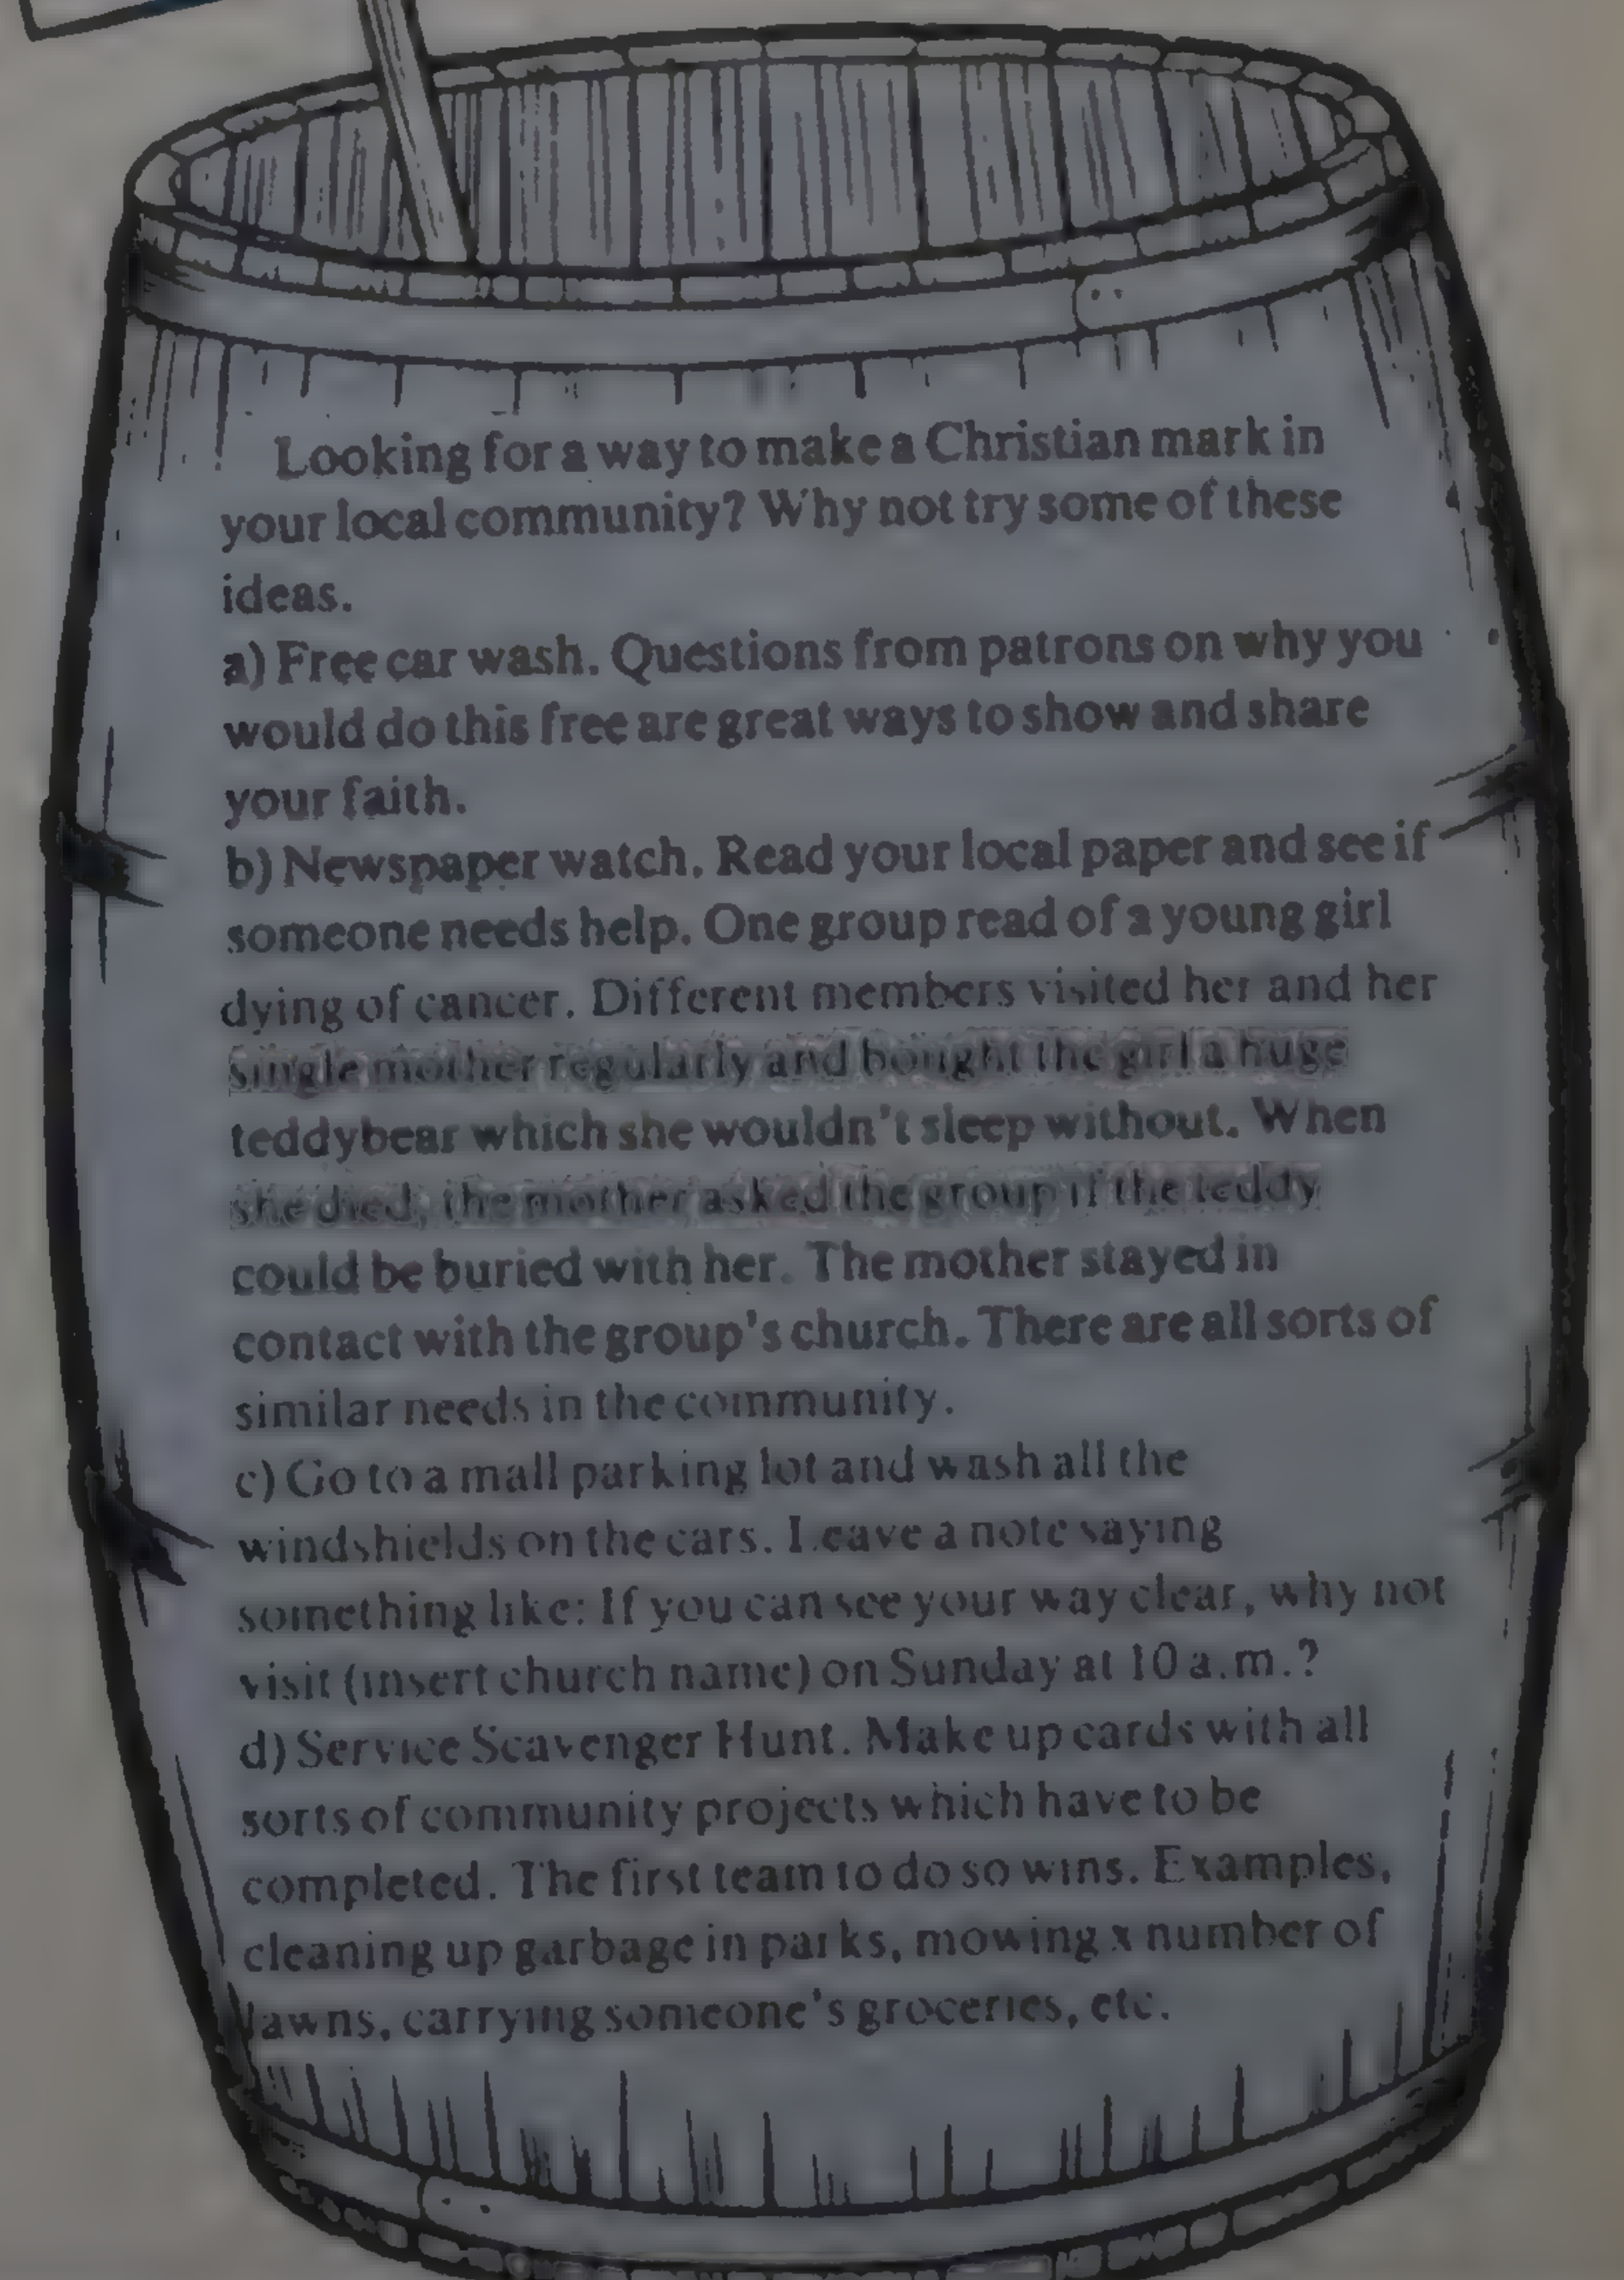 Looking for a way to make a Christian mark in
your local community? Why not try some of these
ideas.
a) Free car wash. Questions from patrons on why you
would do this free are great ways to show and share
your faith.
b) Newspaper watch. Read your local paper and see if
someone needs help. One group read of a young girl
dying of cancer. Different members visited her and her
single mother regularly and bought the girl a huge
teddybear which she wouldn't sleep without. When
she died, the mother asked the group if the teddy
could be buried with her. The mother stayed in
contact with the group's church. There are all sorts of
similar needs in the community.
c) Go to a mall parking lot and wash all the
windshields on the cars. Leave a note saying
something like: If you can see your way clear, why not
visit (insert church name) on Sunday at 10 a.m.?
d) Service Scavenger Hunt. Make up cards with all
sorts of community projects which have to be
completed. The first team to do so wins. Examples,
cleaning up garbage in parks, mowing x number of
lawns, carrying someone's groceries, etc.